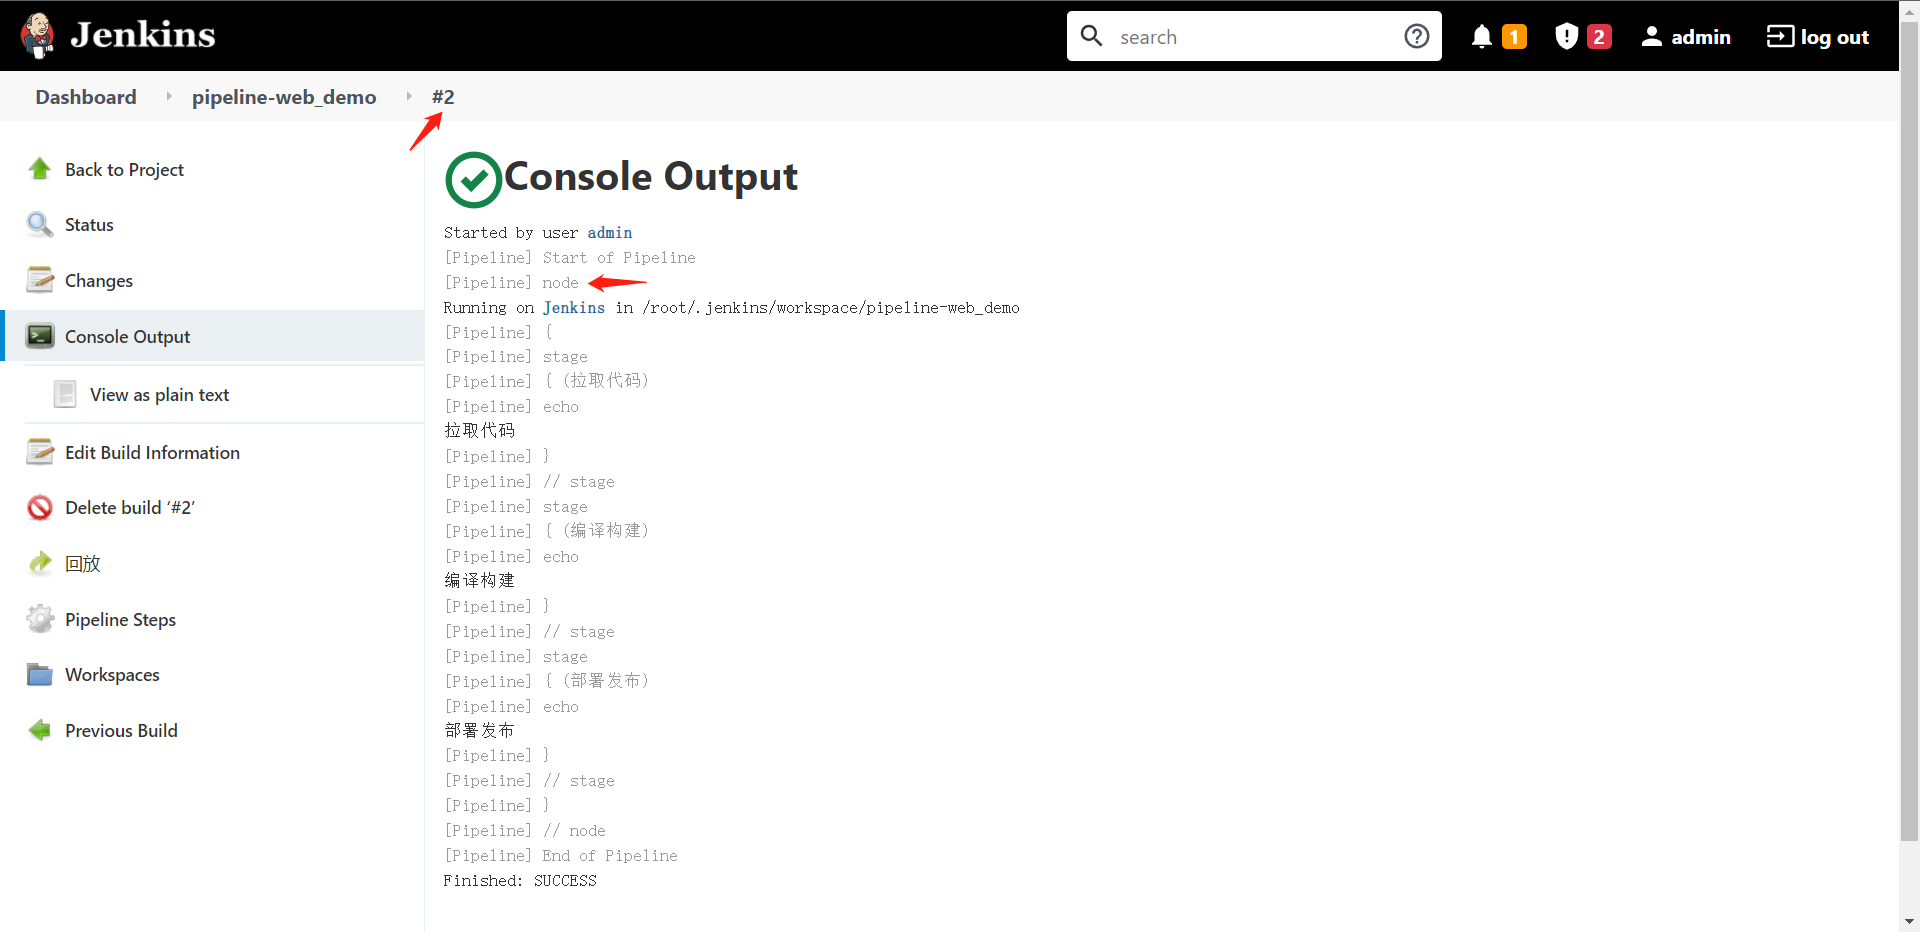 Jenkins
search
1
2
admin
log out
Dashboard
pipeline-web_demo
#2
Back to Project
Status
Changes
Console Output
View as plain text
Edit Build Information
Delete build ‘#2’
回放
Pipeline Steps
Workspaces
Previous Build
Console Output
Started by user admin
[Pipeline] Start of Pipeline
[Pipeline] node
Running on Jenkins in /root/.jenkins/workspace/pipeline-web_demo
[Pipeline] {
[Pipeline] stage
[Pipeline] { (拉取代码)
[Pipeline] echo
拉取代码
[Pipeline] }
[Pipeline] // stage
[Pipeline] stage
[Pipeline] { (编译构建)
[Pipeline] echo
编译构建
[Pipeline] }
[Pipeline] // stage
[Pipeline] stage
[Pipeline] { (部署发布)
[Pipeline] echo
部署发布
[Pipeline] }
[Pipeline] // stage
[Pipeline] }
[Pipeline] // node
[Pipeline] End of Pipeline
Finished: SUCCESS